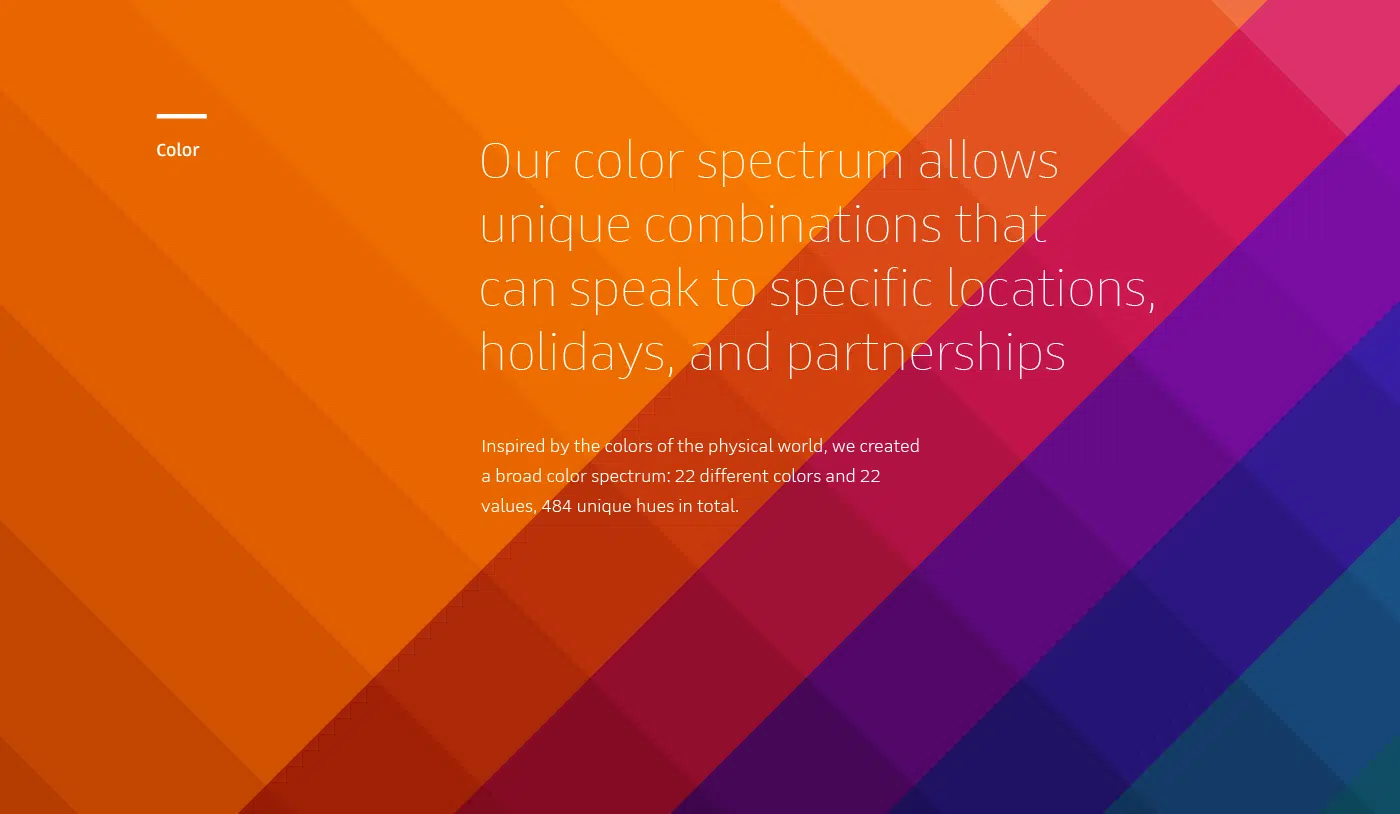 Color
Our color spectrum allows
unique combinations that
can speak to specific locations,
holidays, and partnerships
Inspired by the colors of the physical world, we created
a broad color spectrum: 22 different colors and 22
values, 484 unique hues in total.